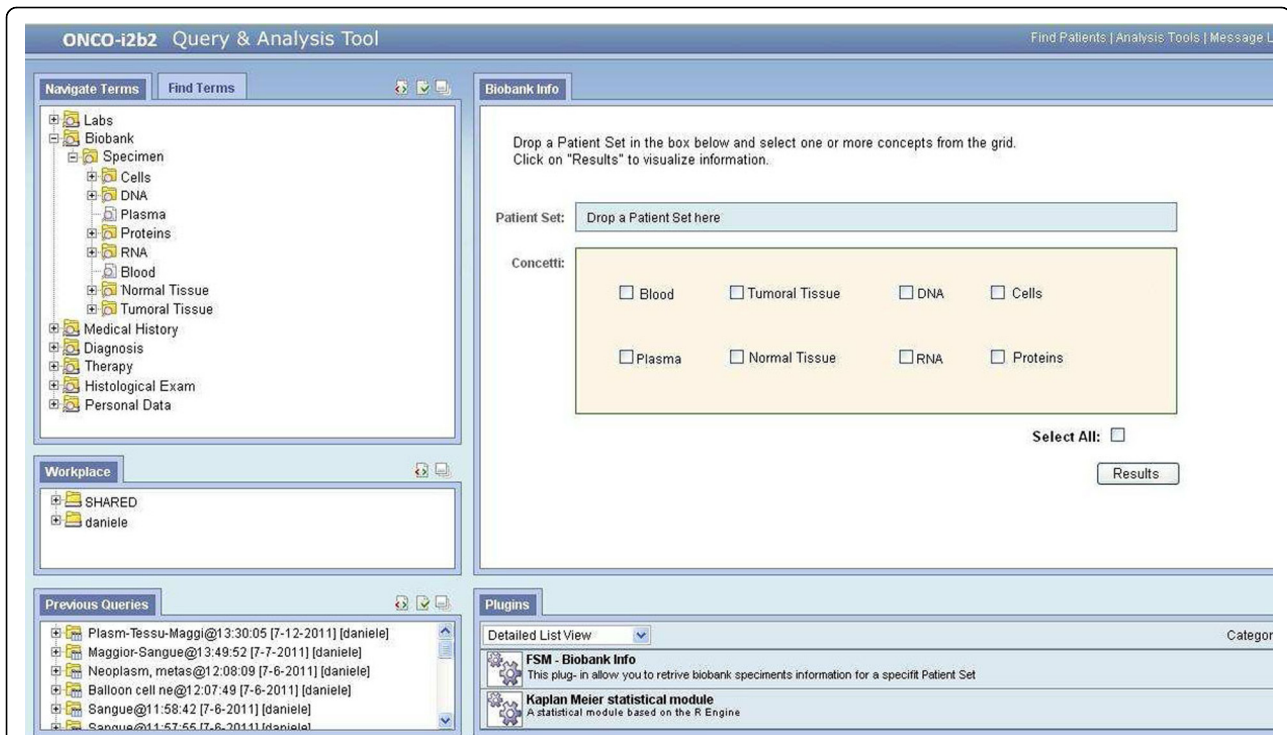 ONCO-i2b2 Query & Analysis Tool
Find Patients | Analysis Tools | Message L
Navigate Terms Find Terms
Labs
Biobank
Specimen
Cells
DNA
Plasma
Proteins
RNA
Blood
Normal Tissue
Tumoral Tissue
Medical History
Diagnosis
Therapy
Histological Exam
Personal Data
Workplace
SHARED
daniele
Previous Queries
Plasm-Tessu-Maggi@13:30:05 [7-12-2011] [daniele]
Maggior-Sangue@13:49:52 [7-7-2011] [daniele]
Neoplasm, metas@12:08:09 [7-6-2011] [daniele]
Balloon cell ne@12:07:49 [7-6-2011] [daniele]
Sangue@11:58:42 [7-6-2011] [daniele]
Sangue@11:57:55 [7-6-2011] [daniele]
Biobank Info
Drop a Patient Set in the box below and select one or more concepts from the grid.
Click on "Results" to visualize information.
Patient Set: Drop a Patient Set here
Concetti:
Blood Tumoral Tissue DNA Cells
Plasma Normal Tissue RNA Proteins
Select All:
Results
Plugins
Detailed List View Categor
FSM - Biobank Info
This plug- in allow you to retrive biobank speciments information for a specifit Patient Set
Kaplan Meier statistical module
A statistical module based on the R Engine